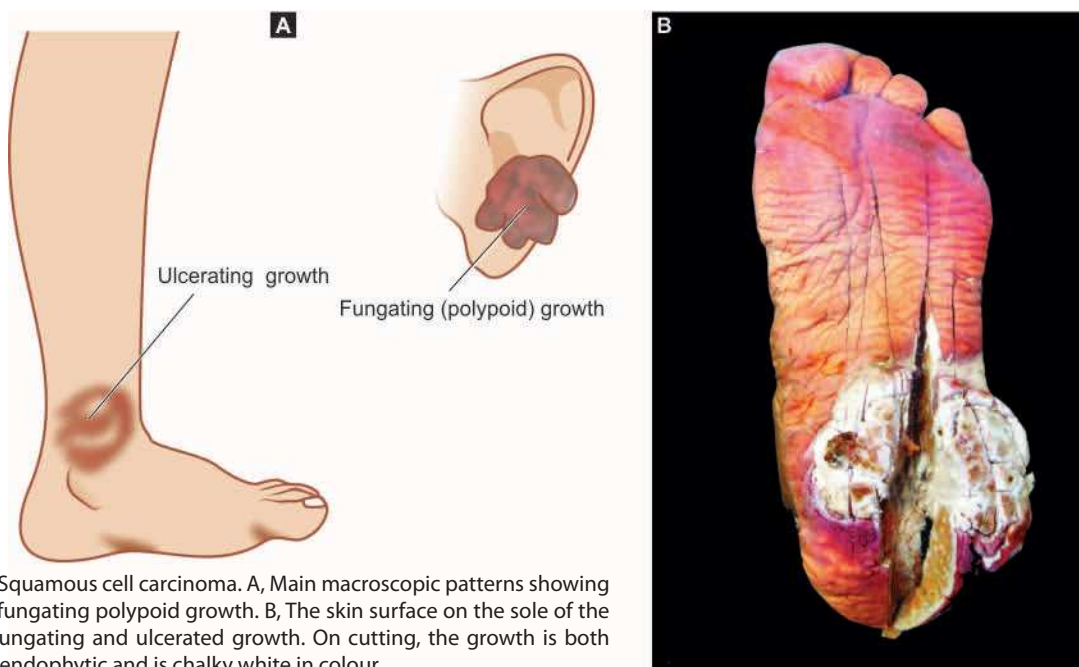 A
B
Ulcerating growth
Fungating (polypoid) growth
Squamous cell carcinoma. A, Main macroscopic patterns showing
fungating polypoid growth. B, The skin surface on the sole of the
ungating and ulcerated growth. On cutting, the growth is both
endophytic and is chalky white in colour.